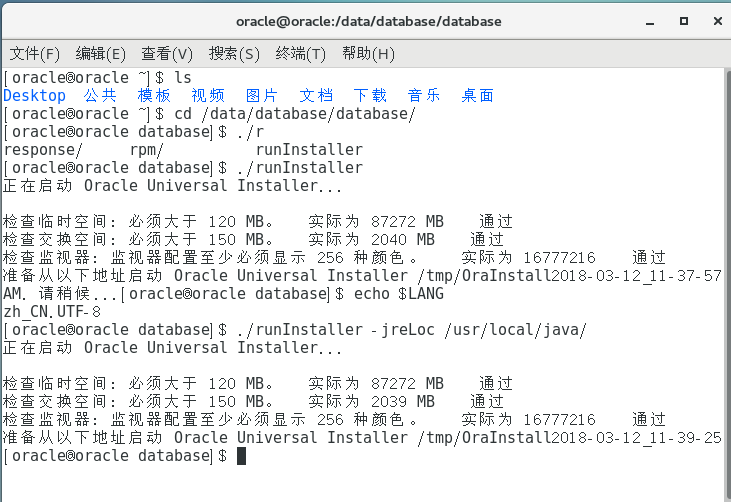 oracle@oracle:/data/database/database
文件(F) 编辑(E) 查看(V) 搜索(S) 终端(T) 帮助(H)
[oracle@oracle ~]$ ls
Desktop 公共 模板 视频 图片 文档 下载 音乐 桌面
[oracle@oracle ~]$ cd /data/database/database/
[oracle@oracle database]$ ./r
response/ rpm/ runInstaller
[oracle@oracle database]$ ./runInstaller
正在启动 Oracle Universal Installer...
检查临时空间: 必须大于 120 MB。 实际为 87272 MB 通过
检查交换空间: 必须大于 150 MB。 实际为 2040 MB 通过
检查监视器: 监视器配置至少必须显示 256 种颜色。 实际为 16777216 通过
准备从以下地址启动 Oracle Universal Installer /tmp/OraInstall2018-03-12_11-37-57
AM. 请稍候...[oracle@oracle database]$ echo $LANG
zh_CN.UTF-8
[oracle@oracle database]$ ./runInstaller -jreLoc /usr/local/java/
正在启动 Oracle Universal Installer...
检查临时空间: 必须大于 120 MB。 实际为 87272 MB 通过
检查交换空间: 必须大于 150 MB。 实际为 2039 MB 通过
检查监视器: 监视器配置至少必须显示 256 种颜色。 实际为 16777216 通过
准备从以下地址启动 Oracle Universal Installer /tmp/OraInstall2018-03-12_11-39-25
[oracle@oracle database]$